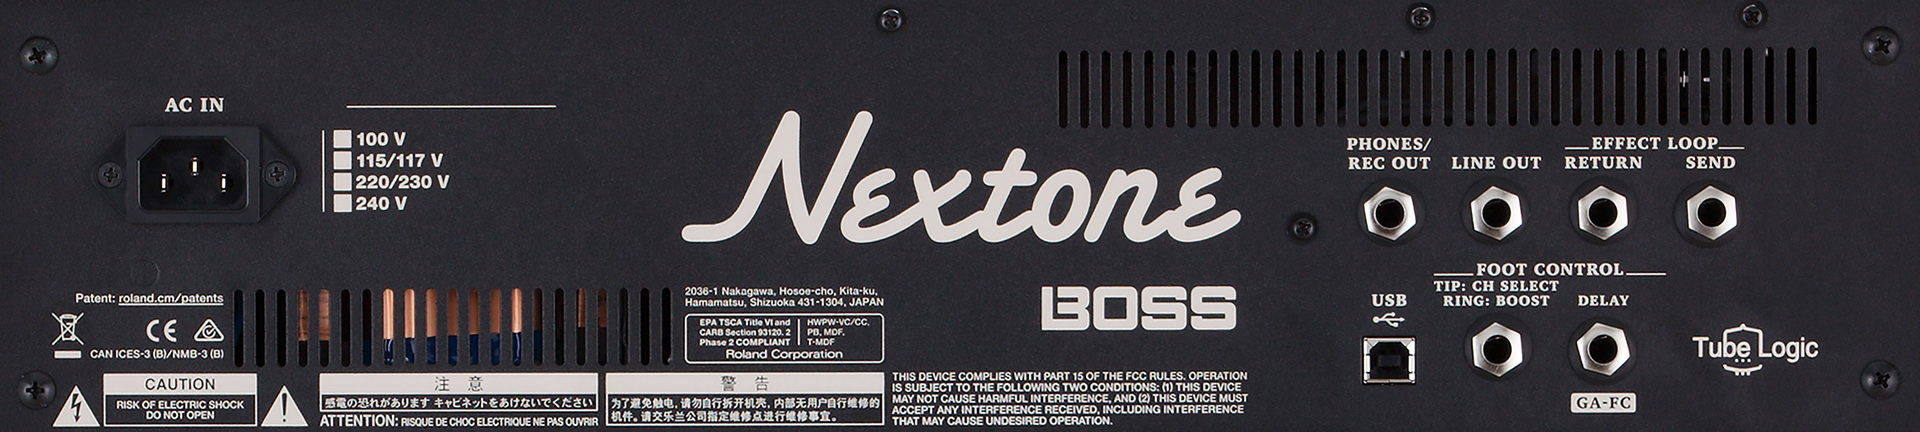 AC IN
100 V
115/117 V
220/230 V
240 V
Nextone
BOSS
PHONES/
REC OUT
LINE OUT
EFFECT LOOP
RETURN SEND
FOOT CONTROL
TIP: CH SELECT
RING: BOOST
DELAY
USB
GA-FC
Tube Logic
Patent: roland.cm/patents
CE
CAN ICES-3 (B)/NMB-3 (B)
CAUTION
RISK OF ELECTRIC SHOCK
DO NOT OPEN
注 意
感電の恐れがあります キャビネットをあけないでください
ATTENTION: RISQUE DE CHOC ELECTRIQUE NE PAS OUVRIR
2036-1 Nakagawa, Hosoe-cho, Kita-ku,
Hamamatsu, Shizuoka 431-1304, JAPAN
EPA TSCA Title VI and
CARB Section 93120. 2
Phase 2 COMPLIANT
HWPW-VC/CC,
PB, MDF,
T-MDF
Roland Corporation
警 告
为了避免触电，请勿自行拆开机壳，内部无用户自行维修的
机件。请交乐兰公司指定维修点进行维修事宜。
THIS DEVICE COMPLIES WITH PART 15 OF THE FCC RULES. OPERATION
IS SUBJECT TO THE FOLLOWING TWO CONDITIONS: (1) THIS DEVICE
MAY NOT CAUSE HARMFUL INTERFERENCE, AND (2) THIS DEVICE MUST
ACCEPT ANY INTERFERENCE RECEIVED, INCLUDING INTERFERENCE
THAT MAY CAUSE UNDESIRED OPERATION.